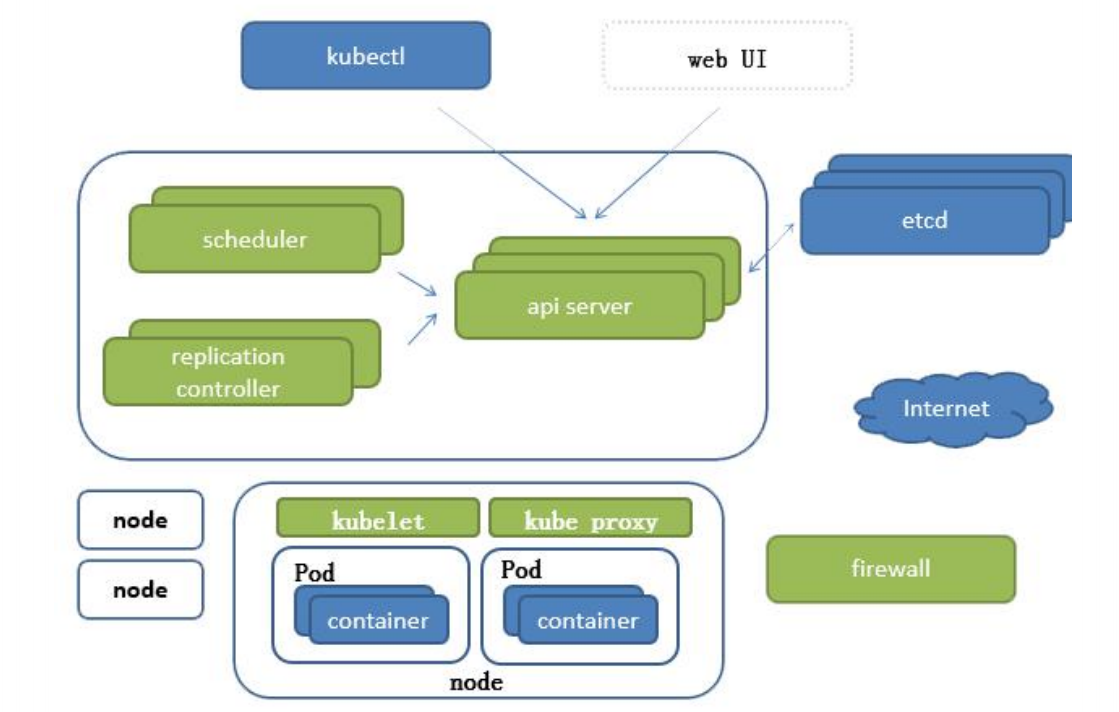 kubectl
web UI
scheduler
etcd
api server
replication
controller
Internet
node
node
kubelet
kube proxy
Pod
Pod
container
container
node
firewall